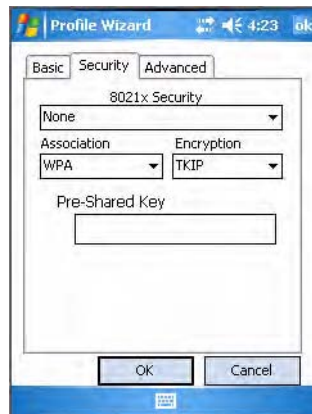 Profile Wizard 4:23 ok
Basic Security Advanced
8021x Security
None
Association Encryption
WPA TKIP
Pre-Shared Key
OK Cancel